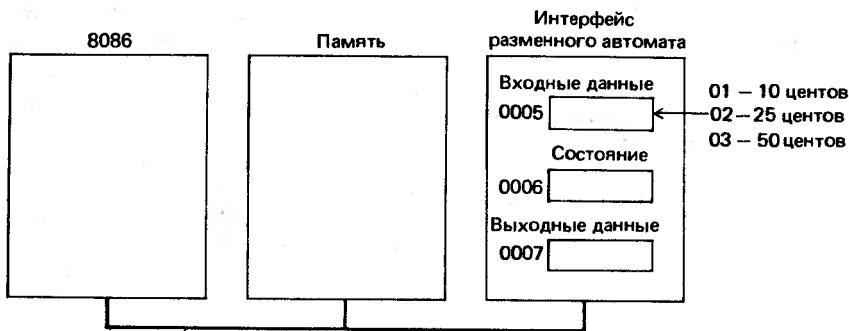 8086
Память
Интерфейс
разменного автомата
Входные данные
0005
01 — 10 центов
02 — 25 центов
03 — 50 центов
Состояние
0006
Выходные данные
0007